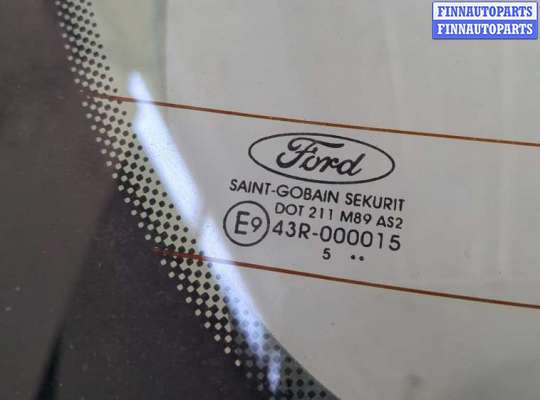 FINNAUTOPARTS
FINNAUTOPARTS
Ford
SAINT-GOBAIN SEKURIT
DOT 211 M89 AS2
E9 43R-000015
5 ..